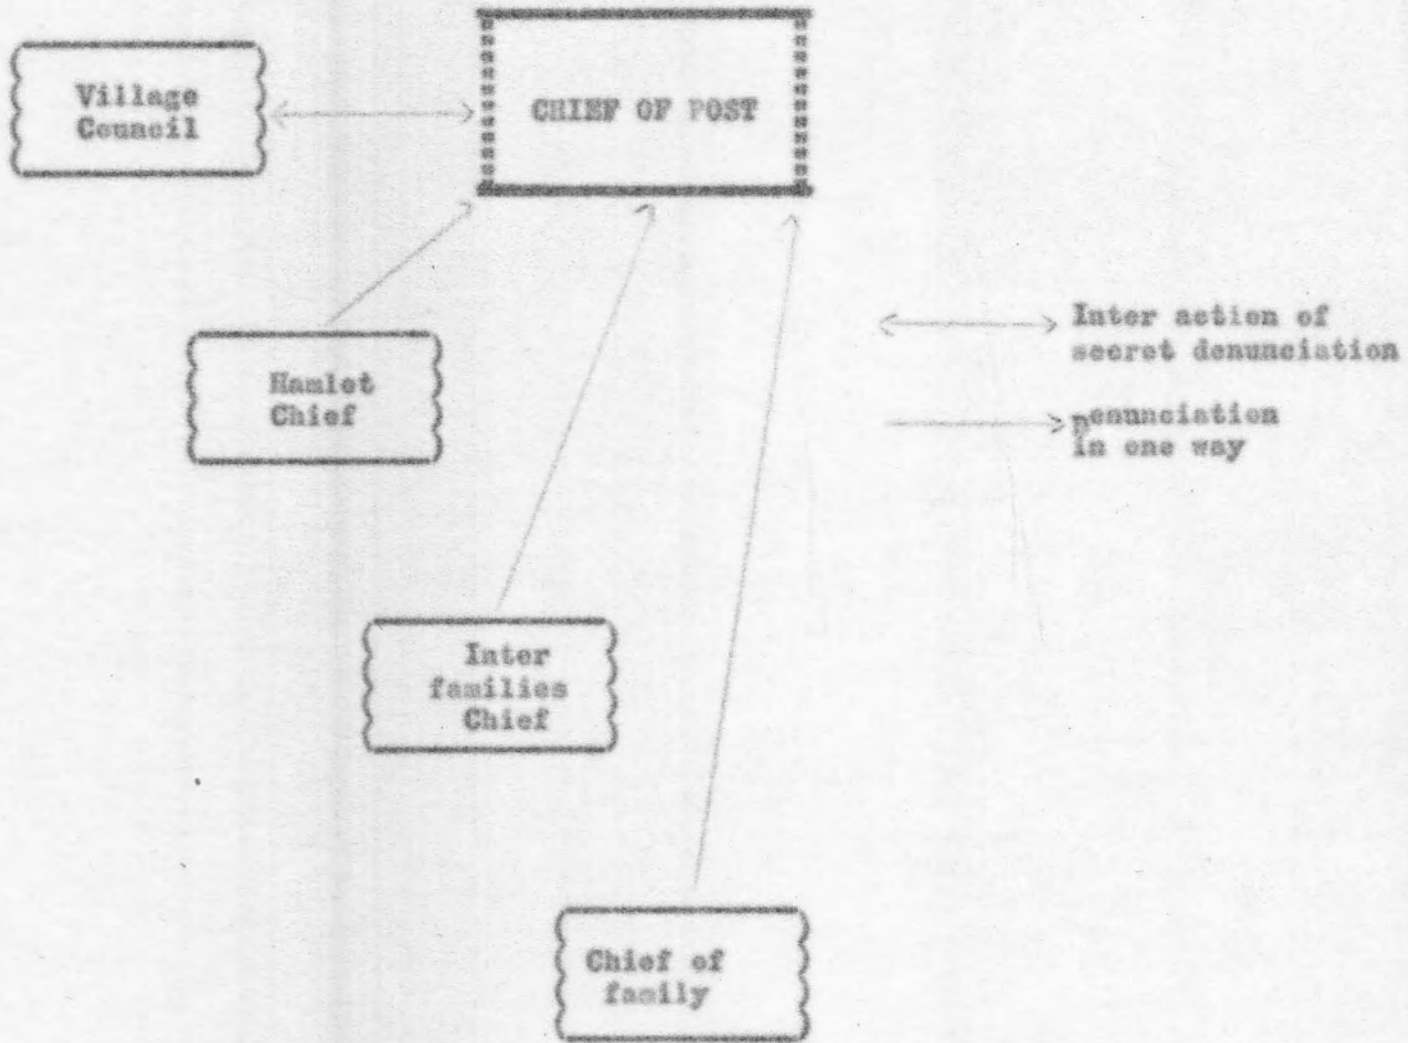 Village
Council
CHIEF OF POST
Hamlet
Chief
Inter action of
secret denunciation
Denunciation
in one way
Inter
families
Chief
Chief of
family